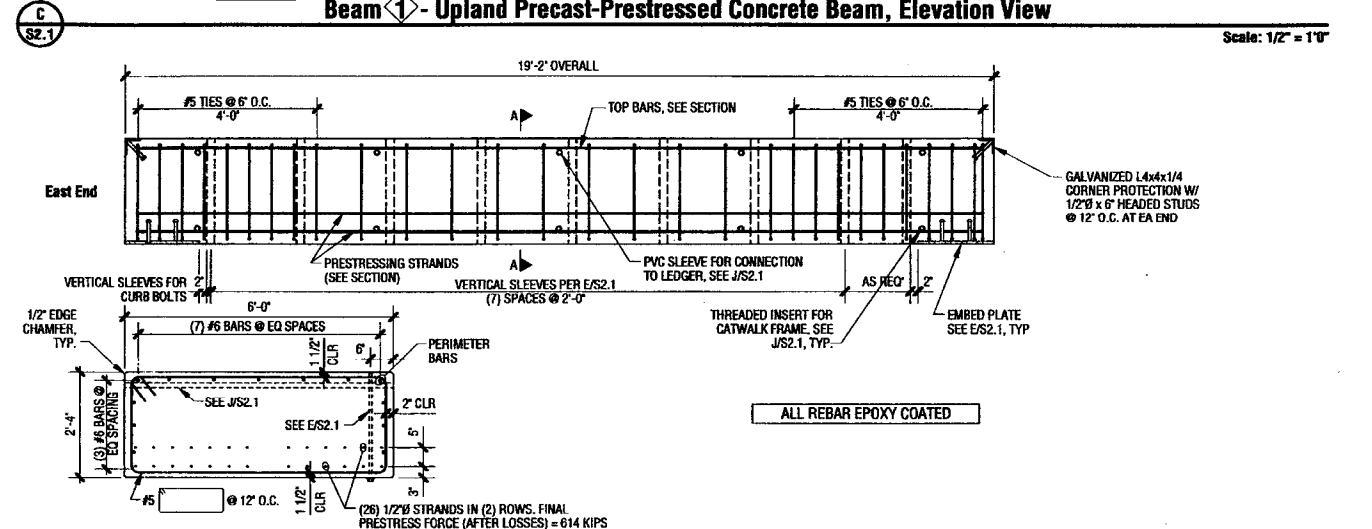 C
S2.1
Beam 1 - Upland Precast-Prestressed Concrete Beam, Elevation View
Scale: 1/2" = 1'0"
19'-2" OVERALL
#5 TIES @ 6" O.C.
4'-0"
A
TOP BARS, SEE SECTION
#5 TIES @ 6" O.C.
4'-0"
East End
GALVANIZED L4x4x1/4
CORNER PROTECTION W/
1/2"Ø x 6" HEADED STUDS
@ 12" O.C. AT EA END
PRESTRESSING STRANDS
(SEE SECTION)
A
PVC SLEEVE FOR CONNECTION
TO LEDGER, SEE J/S2.1
VERTICAL SLEEVES FOR
CURB BOLTS
2"
VERTICAL SLEEVES PER E/S2.1
(7) SPACES @ 2'-0"
AS REQ'
2"
THREADED INSERT FOR
CATWALK FRAME, SEE
J/S2.1, TYP.
EMBED PLATE
SEE E/S2.1, TYP
1/2" EDGE
CHAMFER,
TYP.
6'-0"
(7) #6 BARS @ EQ SPACES
1 1/2"
CLR
6"
PERIMETER
BARS
2'-4"
(3) #6 BARS @
EQ SPACING
SEE J/S2.1
SEE E/S2.1
2" CLR
5"
3"
ALL REBAR EPOXY COATED
#5 @ 12" O.C.
1 1/2"
CLR
(26) 1/2"Ø STRANDS IN (2) ROWS. FINAL
PRESTRESS FORCE (AFTER LOSSES) = 614 KIPS